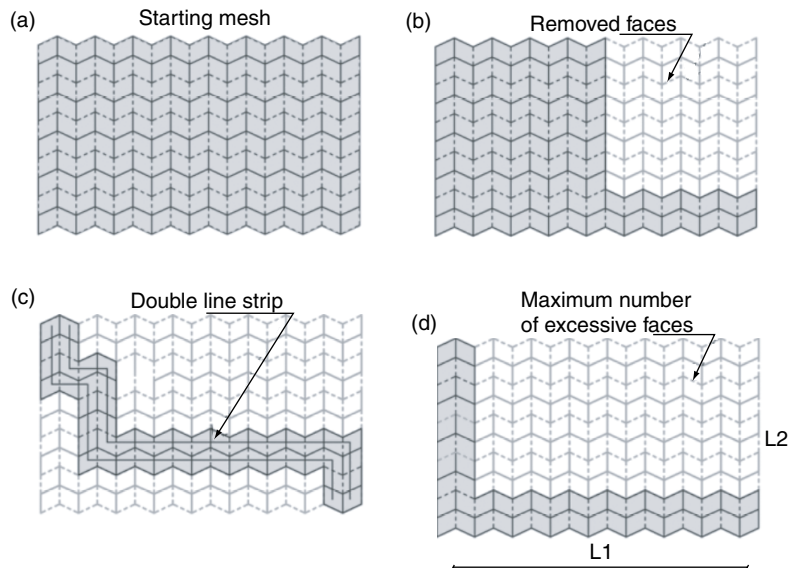 (a)
Starting mesh
(b)
Removed faces
(c)
Double line strip
(d)
Maximum number
of excessive faces
L2
L1